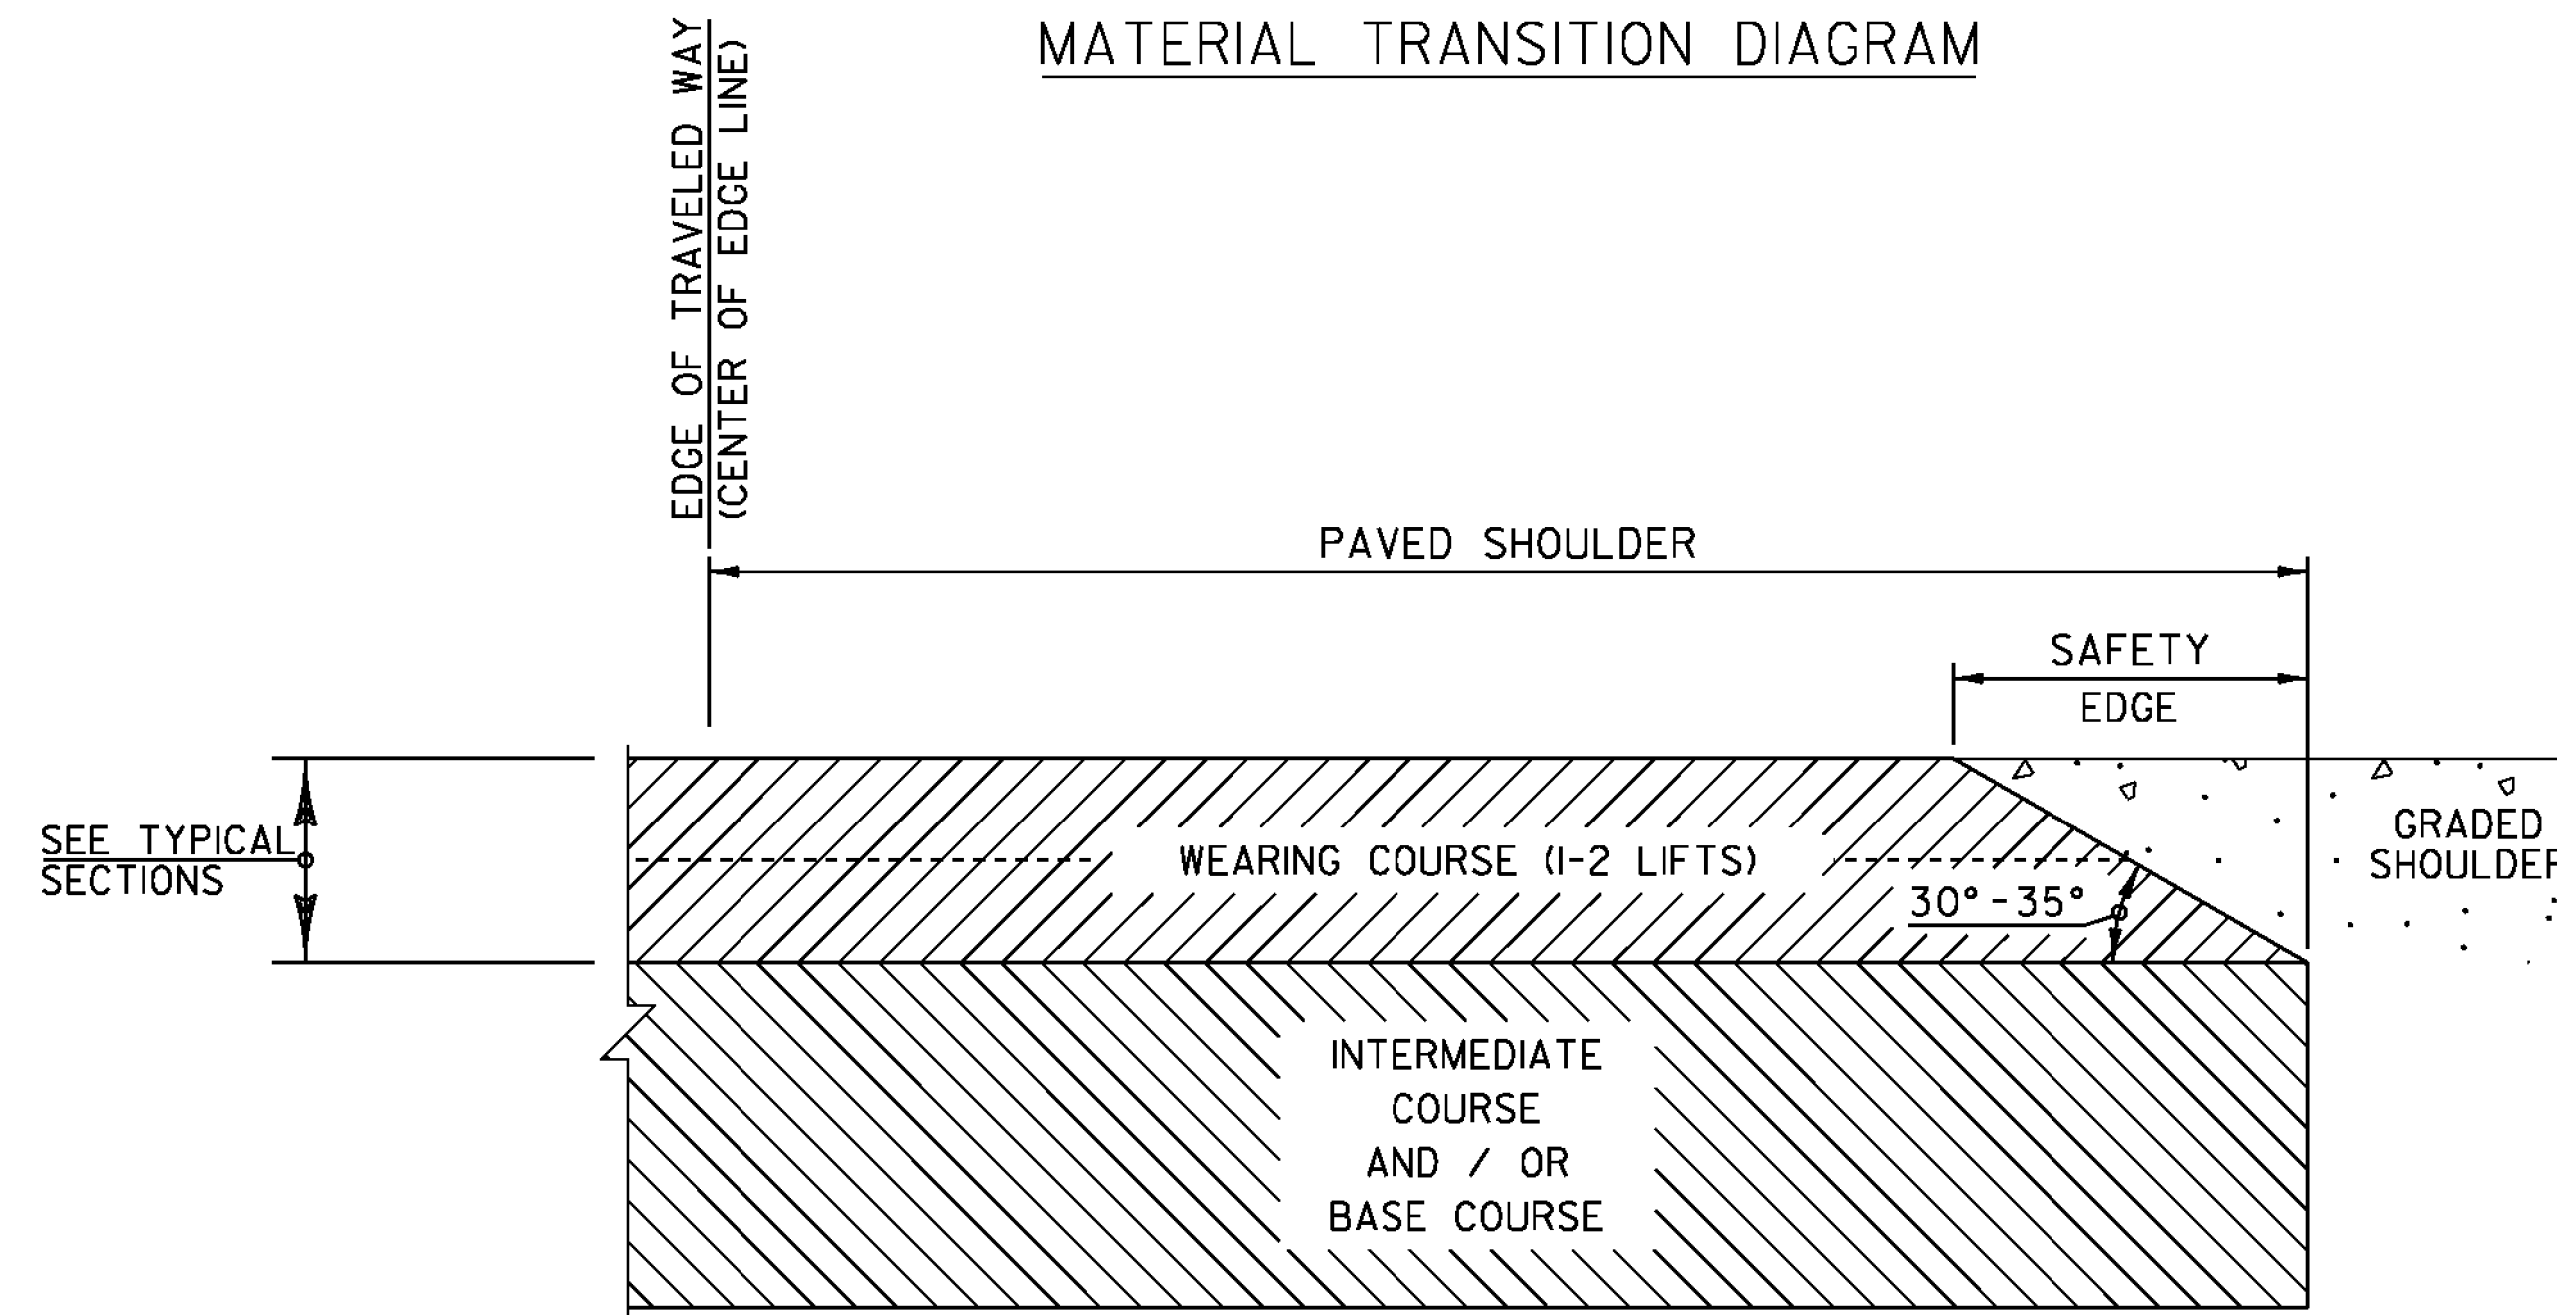 MATERIAL TRANSITION DIAGRAM
EDGE OF TRAVELED WAY
(CENTER OF EDGE LINE)
PAVED SHOULDER
SAFETY
EDGE
SEE TYPICAL
SECTIONS
WEARING COURSE (1-2 LIFTS)
30°-35°
GRADED
SHOULDER
INTERMEDIATE
COURSE
AND / OR
BASE COURSE